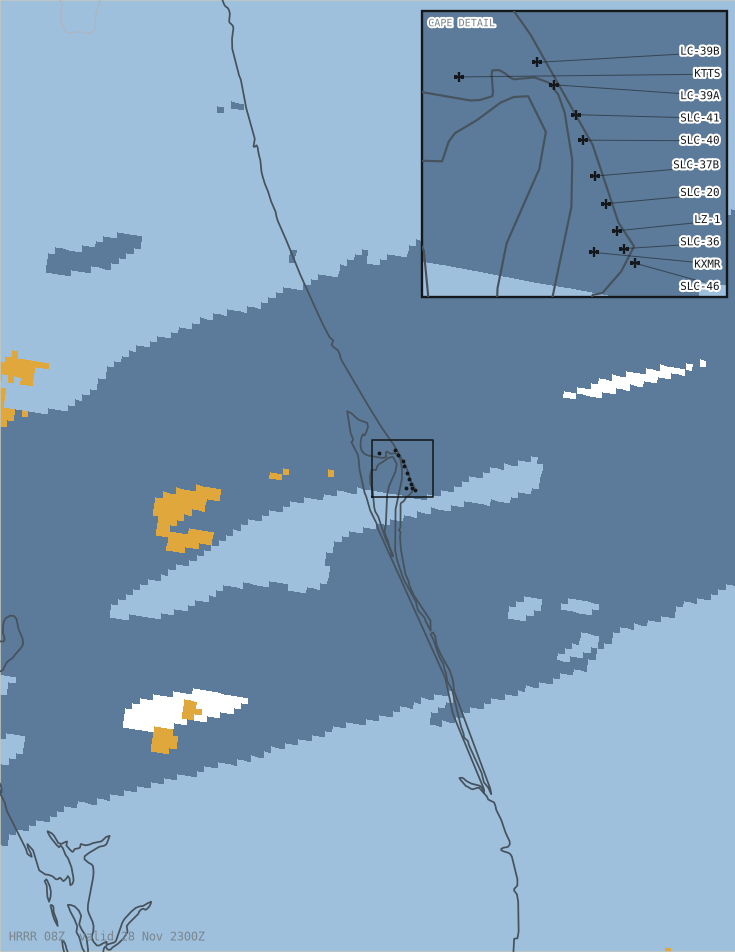 CAPE DETAIL
LC-39B
KTTS
LC-39A
SLC-41
SLC-40
SLC-37B
SLC-20
LZ-1
SLC-36
KXMR
SLC-46
HRRR 08Z valid 28 Nov 2300Z